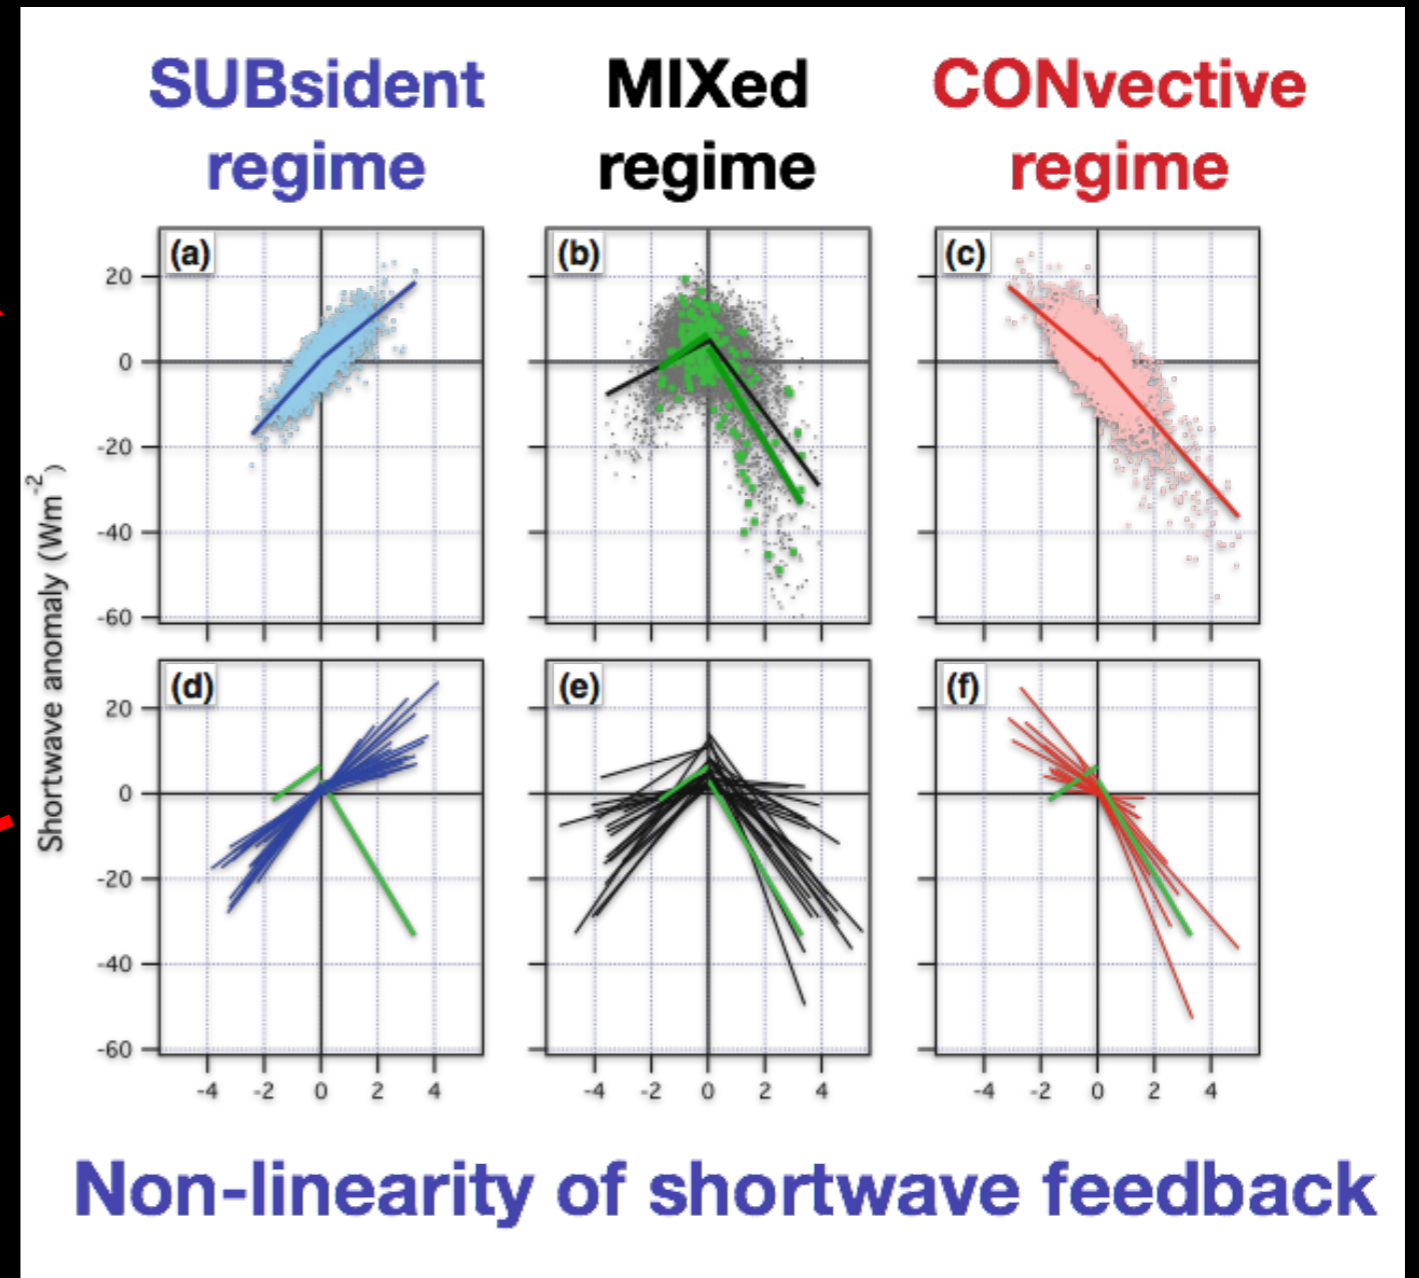 SUBsident
regime
MIXed
regime
CONvective
regime
(a)
(b)
(c)
20
0
-20
-40
-60
Shortwave anomaly (Wm⁻²)
(d)
(e)
(f)
20
0
-20
-40
-60
-4 -2 0 2 4
-4 -2 0 2 4
-4 -2 0 2 4
Non-linearity of shortwave feedback